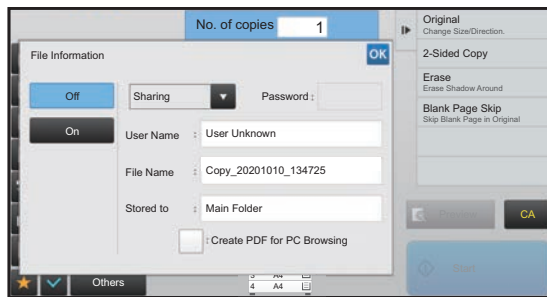 No. of copies 1
File Information
OK
Off
On
Sharing
Password :
User Name : User Unknown
File Name : Copy_20201010_134725
Stored to : Main Folder
: Create PDF for PC Browsing
Original
Change Size/Direction.
2-Sided Copy
Erase
Erase Shadow Around
Blank Page Skip
Skip Blank Page in Original
Preview
CA
Start
Others
3 A4
4 A4